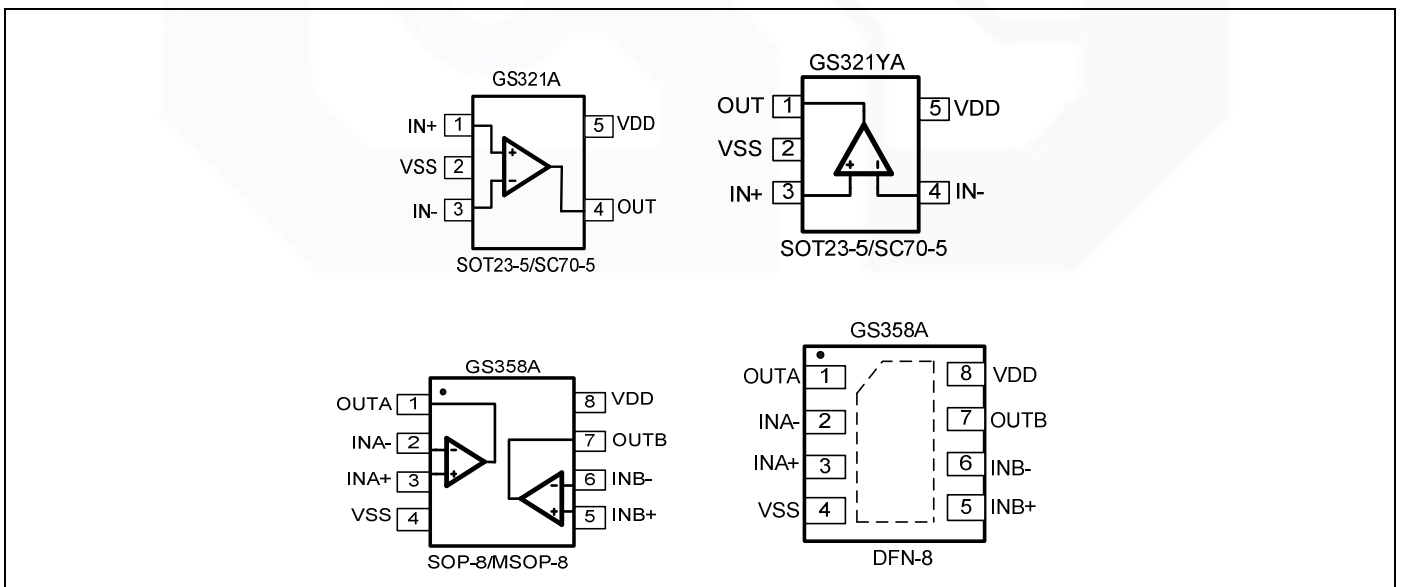 GS321A
IN+ 1
5 VDD
VSS 2
IN- 3
4 OUT
+
-
SOT23-5/SC70-5
GS321YA
OUT 1
5 VDD
VSS 2
IN+ 3
4 IN-
+ -
SOT23-5/SC70-5
GS358A
OUTA 1
8 VDD
INA- 2
7 OUTB
INA+ 3
6 INB-
VSS 4
5 INB+
-
+
-
+
SOP-8/MSOP-8
GS358A
OUTA 1
8 VDD
INA- 2
7 OUTB
INA+ 3
6 INB-
VSS 4
5 INB+
DFN-8